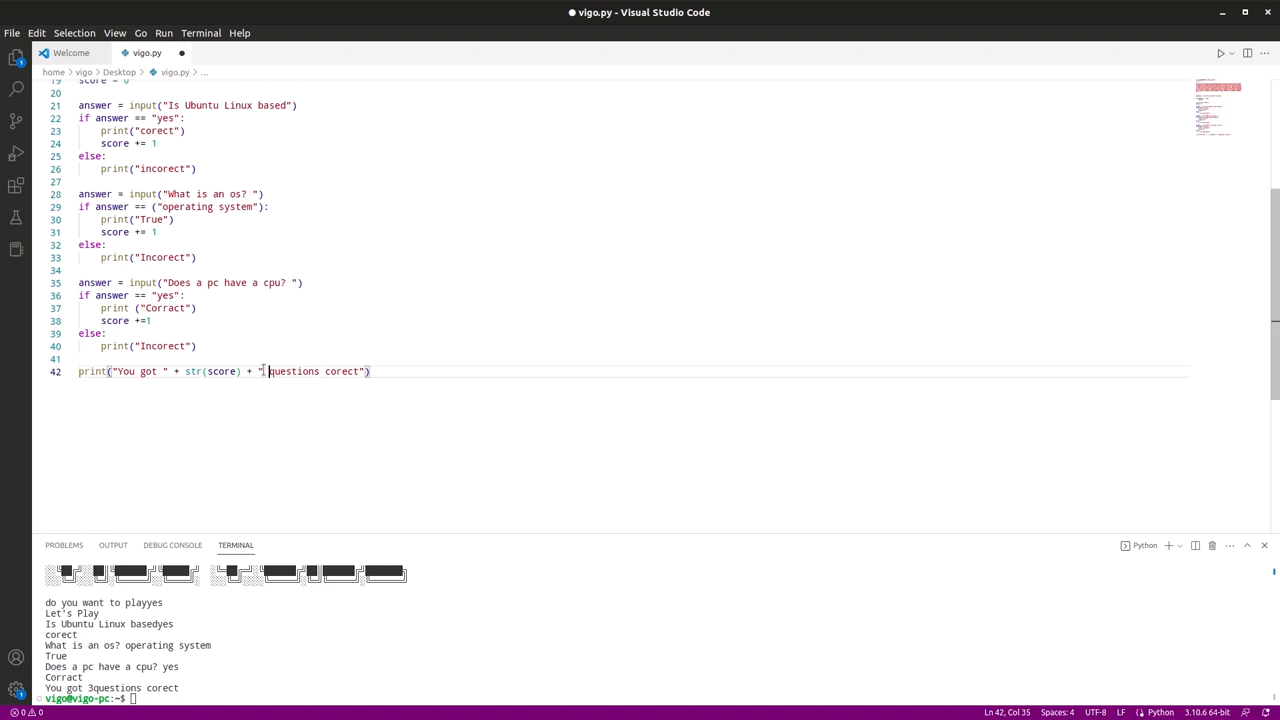 vigo.py - Visual Studio Code
File Edit Selection View Go Run Terminal Help
Welcome vigo.py
home > vigo > Desktop > vigo.py > ...
19 score = 0
20
21 answer = input("Is Ubuntu Linux based")
22 if answer == "yes":
23 print("corect")
24 score += 1
25 else:
26 print("incorect")
27
28 answer = input("What is an os? ")
29 if answer == ("operating system"):
30 print("True")
31 score += 1
32 else:
33 print("Incorect")
34
35 answer = input("Does a pc have a cpu? ")
36 if answer == "yes":
37 print ("Corract")
38 score +=1
39 else:
40 print("Incorect")
41
42 print("You got " + str(score) + " questions corect")
PROBLEMS OUTPUT DEBUG CONSOLE TERMINAL Python
do you want to playyes
Let's Play
Is Ubuntu Linux basedyes
corect
What is an os? operating system
True
Does a pc have a cpu? yes
Corract
You got 3questions corect
vigo@vigo-pc:~$
0 0 Ln 42, Col 35 Spaces: 4 UTF-8 LF Python 3.10.6 64-bit